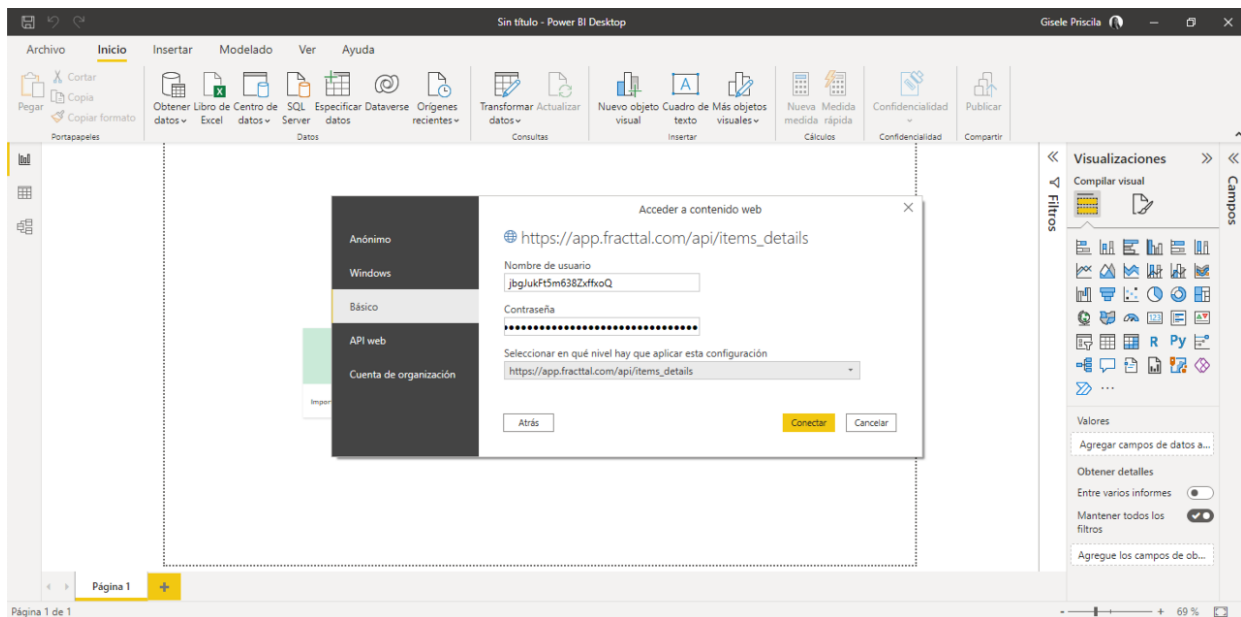 Sin título - Power BI Desktop
Gisele Priscila
Archivo Inicio Insertar Modelado Ver Ayuda
Pegar
Cortar
Copia
Copiar formato
Portapapeles
Obtener datos
Libro de Excel
Centro de datos
SQL Server
Especificar datos
Dataverse
Orígenes recientes
Datos
Transformar datos
Actualizar
Consultas
Nuevo objeto visual
Cuadro de texto
Más objetos visuales
Insertar
Nueva medida
Medida rápida
Cálculos
Confidencialidad
Confidencialidad
Publicar
Compartir
Acceder a contenido web
Anónimo
Windows
Básico
API web
Cuenta de organización
https://app.fracttal.com/api/items_details
Nombre de usuario
jbgJukFt5m638ZxffxoQ
Contraseña
Seleccionar en qué nivel hay que aplicar esta configuración
https://app.fracttal.com/api/items_details
Atrás
Conectar
Cancelar
Impor
Filtros
Visualizaciones
Compilar visual
123
R Py
Valores
Agregar campos de datos a...
Obtener detalles
Entre varios informes
Mantener todos los
filtros
Agregue los campos de ob...
Campos
Página 1
Página 1 de 1
69 %